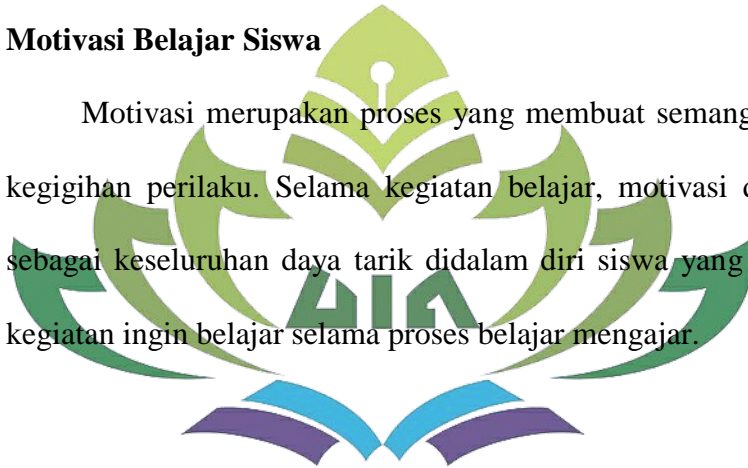 Motivasi Belajar Siswa
Motivasi merupakan proses yang membuat semang
kegigihan perilaku. Selama kegiatan belajar, motivasi d
sebagai keseluruhan daya tarik didalam diri siswa yang
kegiatan ingin belajar selama proses belajar mengajar.
UIN